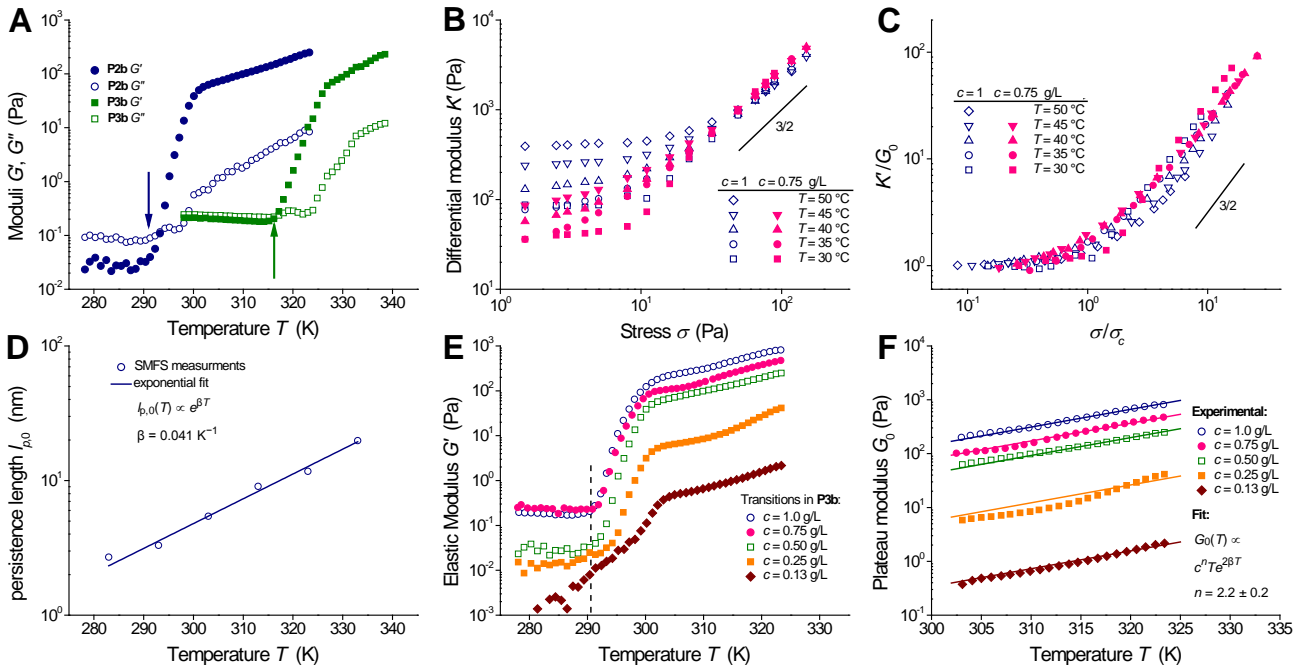 A
Moduli G′, G″ (Pa)
10³
10²
10¹
10⁰
10⁻¹
10⁻²
P2b G′
P2b G″
P3b G′
P3b G″
280 290 300 310 320 330 340
Temperature T (K)
B
Differential modulus K′ (Pa)
10⁴
10³
10²
10¹
3/2
c = 1 c = 0.75 g/L
T = 50 °C
T = 45 °C
T = 40 °C
T = 35 °C
T = 30 °C
10⁰ 10¹ 10²
Stress σ (Pa)
C
K'/G₀
10²
10¹
10⁰
c = 1 c = 0.75 g/L
T = 50 °C
T = 45 °C
T = 40 °C
T = 35 °C
T = 30 °C
3/2
10⁻¹ 10⁰ 10¹
σ/σc
D
persistence length lp,0 (nm)
10²
10¹
10⁰
SMFS measurments
exponential fit
lp,0(T) ∝ e^βT
β = 0.041 K⁻¹
280 290 300 310 320 330 340
Temperature T (K)
E
Elastic Modulus G' (Pa)
10³
10²
10¹
10⁰
10⁻¹
10⁻²
10⁻³
Transitions in P3b:
c = 1.0 g/L
c = 0.75 g/L
c = 0.50 g/L
c = 0.25 g/L
c = 0.13 g/L
280 290 300 310 320 330
Temperature T (K)
F
Plateau modulus G₀ (Pa)
10⁴
10³
10²
10¹
10⁰
10⁻¹
Experimental:
c = 1.0 g/L
c = 0.75 g/L
c = 0.50 g/L
c = 0.25 g/L
c = 0.13 g/L
Fit:
G₀(T) ∝
cⁿTe^2βT
n = 2.2 ± 0.2
300 305 310 315 320 325 330 335
Temperature T (K)